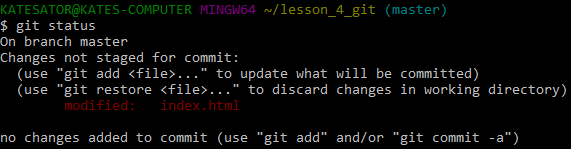 KATESATOR@KATES-COMPUTER MINGW64 ~/lesson_4_git (master)
$ git status
On branch master
Changes not staged for commit:
  (use "git add <file>..." to update what will be committed)
  (use "git restore <file>..." to discard changes in working directory)
        modified:   index.html

no changes added to commit (use "git add" and/or "git commit -a")